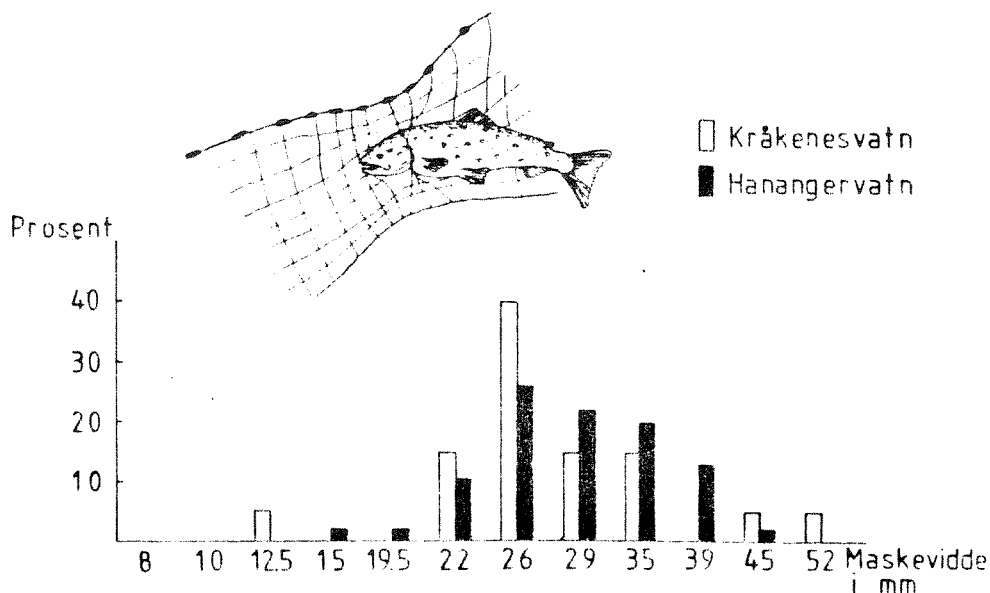 Kråkenesvatn
Hanangervatn
Prosent
40
30
20
10
8 10 12.5 15 19.5 22 26 29 35 39 45 52 Maskevidde
i mm